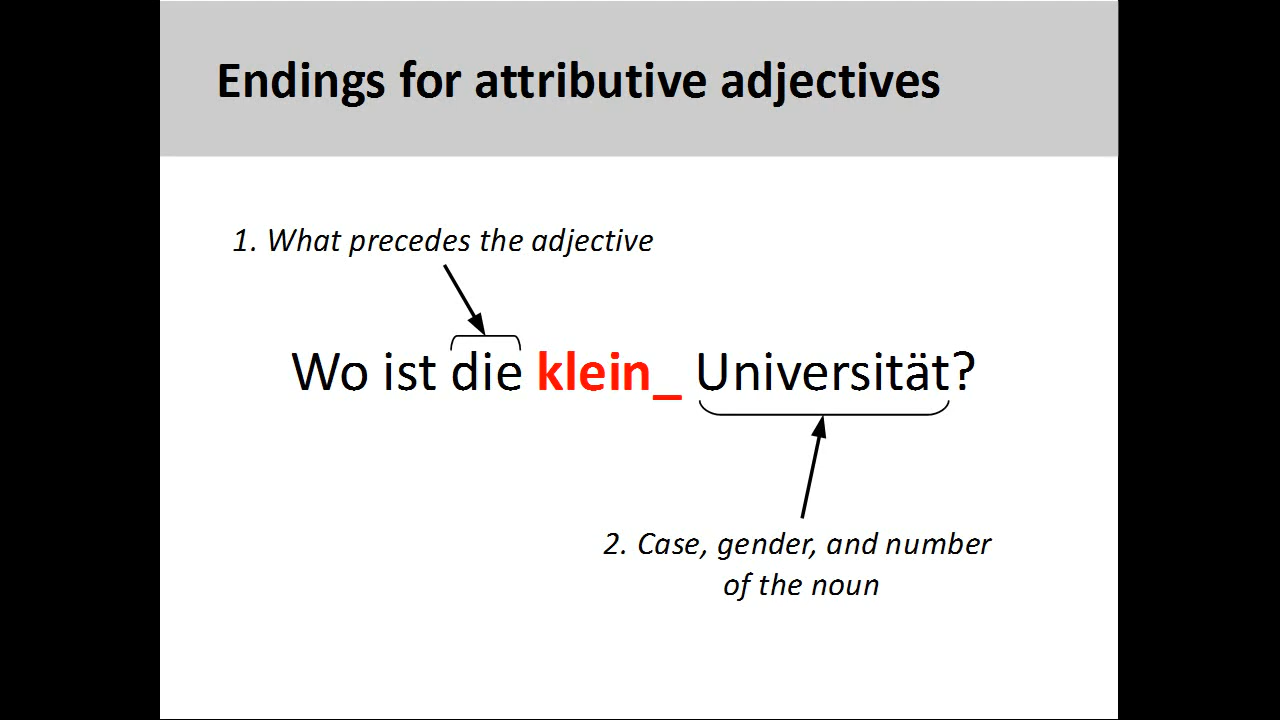 Endings for attributive adjectives
1. What precedes the adjective
Wo ist die klein_ Universität?
2. Case, gender, and number
of the noun